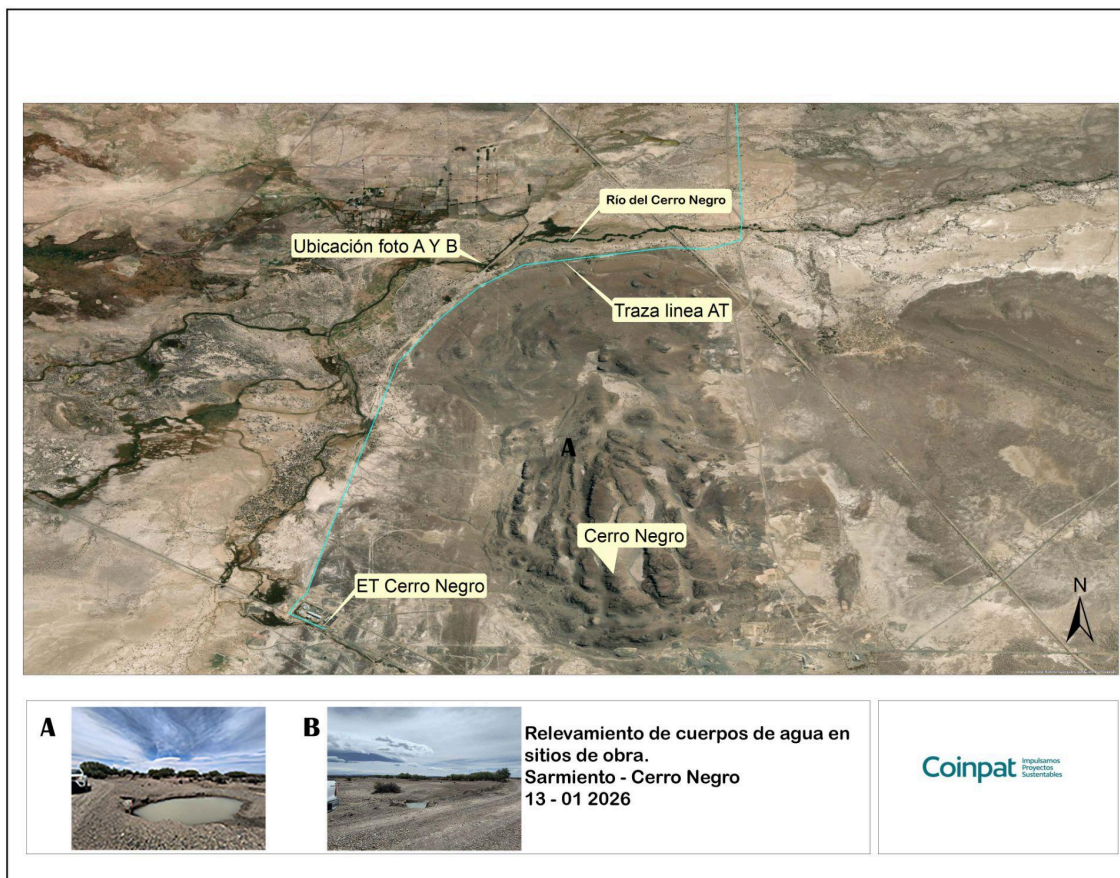 Río del Cerro Negro
Ubicación foto A Y B
Traza linea AT
A
Cerro Negro
ET Cerro Negro
N
A
B
Relevamiento de cuerpos de agua en
sitios de obra.
Sarmiento - Cerro Negro
13 - 01 2026
Coinpat
Impulsamos
Proyectos
Sustentables